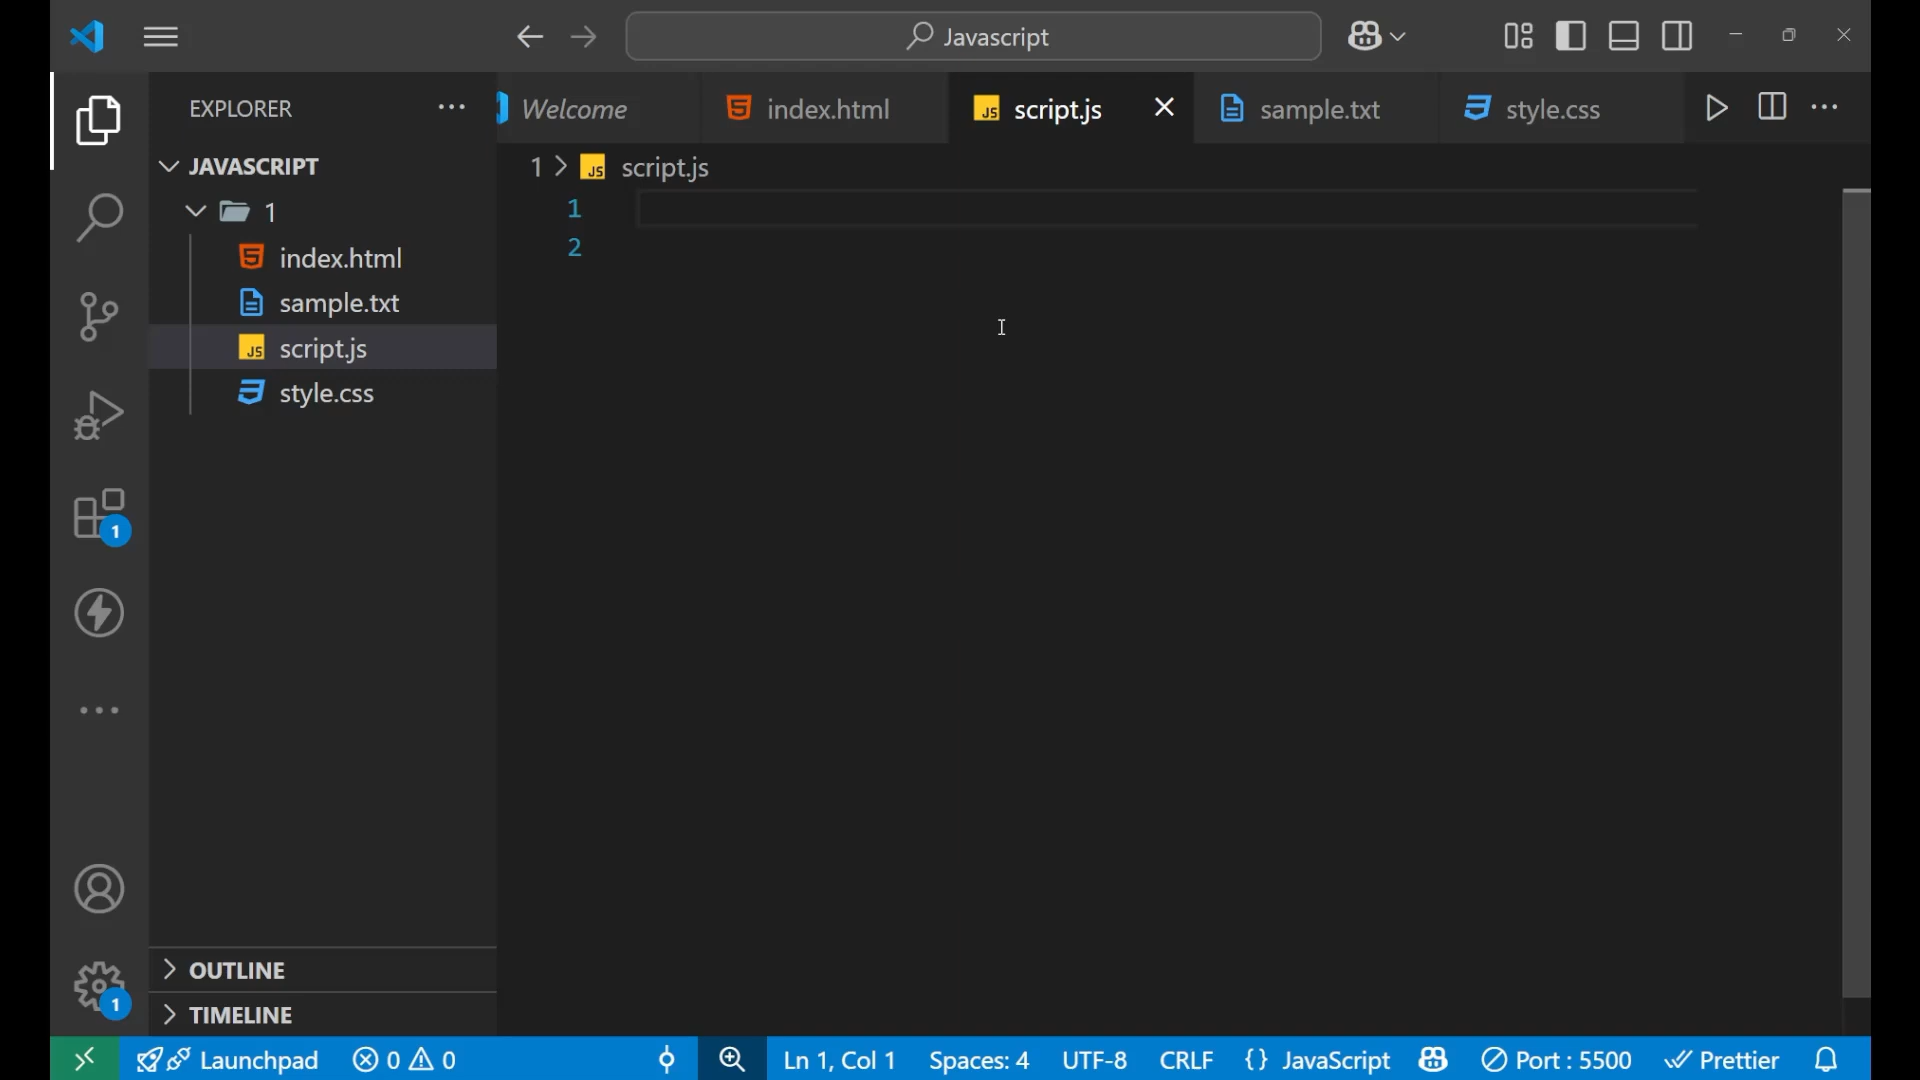 Javascript
EXPLORER
Welcome
index.html
script.js
sample.txt
style.css
JAVASCRIPT
1 > script.js
1
index.html
sample.txt
script.js
style.css
1
2
1
OUTLINE
1
TIMELINE
Launchpad
0
0
Ln 1, Col 1
Spaces: 4
UTF-8
CRLF
{} JavaScript
Port : 5500
Prettier